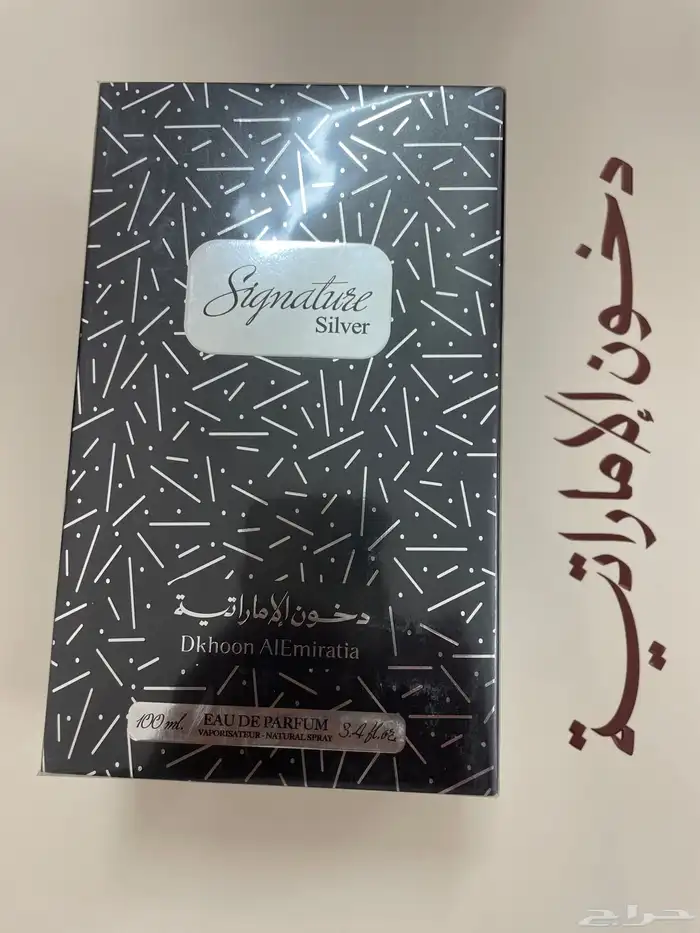 Signature
Silver
دخون الإماراتية
Dkhoon AlEmiratia
100 ml. EAU DE PARFUM 3.4 fl.oz.
VAPORISATEUR - NATURAL SPRAY
دخون الإماراتية
حراج